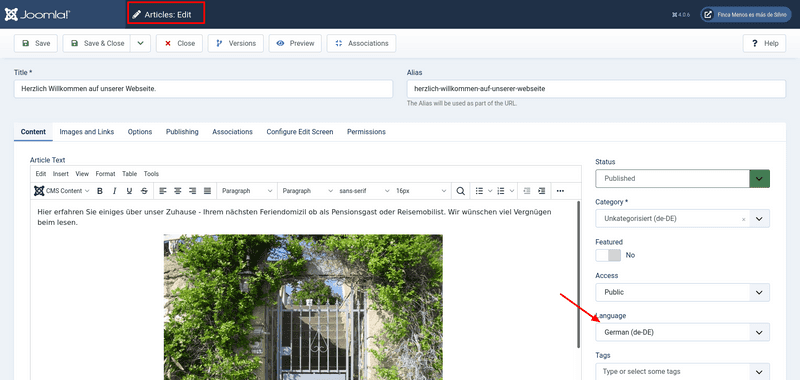 Joomla!
Articles: Edit
4.0.6
Finca Menos es más de Silvio
Save
Save & Close
Close
Versions
Preview
Associations
Help
Title *
Alias
Herzlich Willkommen auf unserer Webseite.
herzlich-willkommen-auf-unserer-webseite
The Alias will be used as part of the URL.
Content Images and Links Options Publishing Associations Configure Edit Screen Permissions
Article Text
Edit Insert View Format Table Tools
CMS Content B I U S Paragraph Paragraph sans-serif 16px
Hier erfahren Sie einiges über unser Zuhause - Ihrem nächsten Feriendomizil ob als Pensionsgast oder Reisemobilist. Wir wünschen viel Vergnügen
beim lesen.
Status
Published
Category *
Unkategorisiert (de-DE)
Featured
No
Access
Public
Language
German (de-DE)
Tags
Type or select some tags